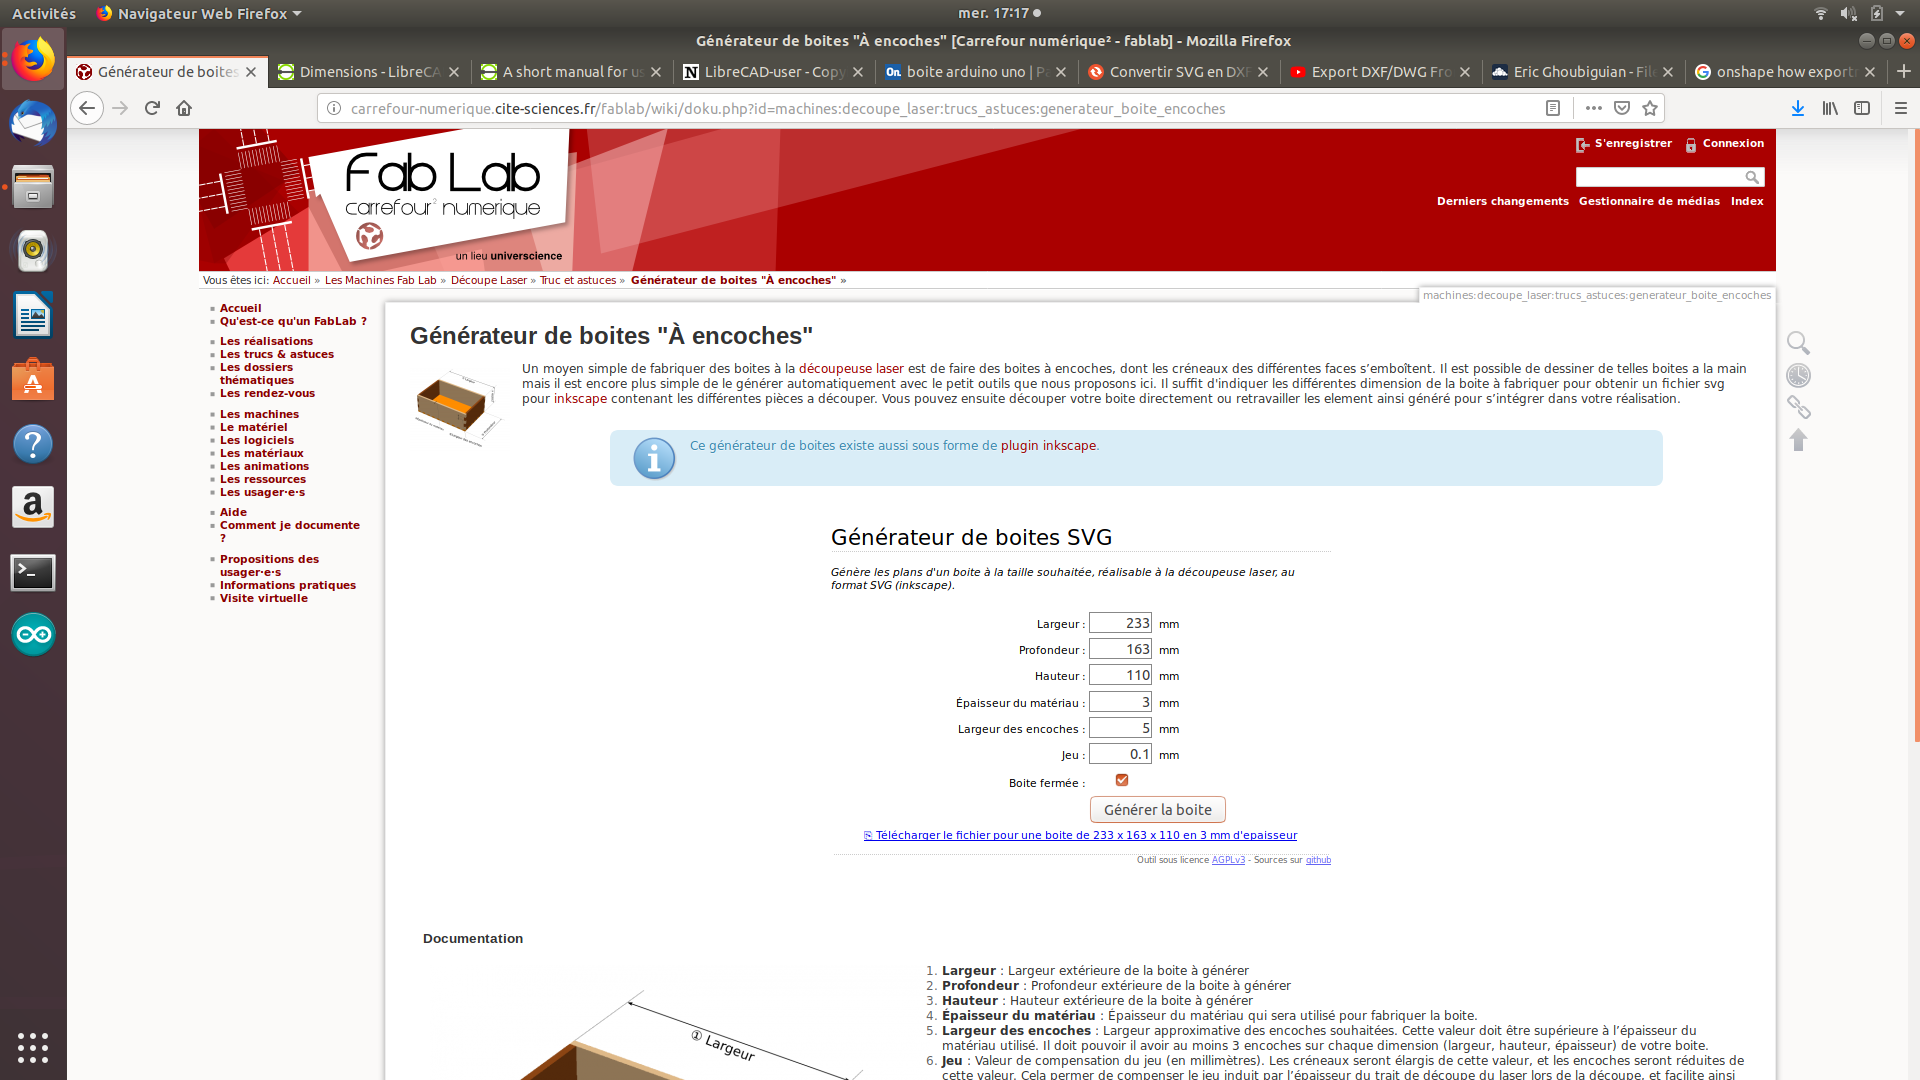 Activités
Navigateur Web Firefox
mer. 17:17
Générateur de boites "À encoches" [Carrefour numérique² - fablab] - Mozilla Firefox
Générateur de boites
Dimensions - LibreCA
A short manual for us
LibreCAD-user - Copy
On.
boite arduino uno | Pa
Convertir SVG en DXF
Export DXF/DWG Fro
Eric Ghoubiguian - File
onshape how export
carrefour-numerique.cite-sciences.fr/fablab/wiki/doku.php?id=machines:decoupe_laser:trucs_astuces:generateur_boite_encoches
Fab Lab
carrefour² numerique
un lieu universcience
S'enregistrer
Connexion
Derniers changements
Gestionnaire de médias
Index
Vous êtes ici: Accueil » Les Machines Fab Lab » Découpe Laser » Truc et astuces » Générateur de boites "À encoches" »
machines:decoupe_laser:trucs_astuces:generateur_boite_encoches
Accueil
Qu'est-ce qu'un FabLab ?
Les réalisations
Les trucs & astuces
Les dossiers
thématiques
Les rendez-vous
Les machines
Le matériel
Les logiciels
Les matériaux
Les animations
Les ressources
Les usager·e·s
Aide
Comment je documente
?
Propositions des
usager·e·s
Informations pratiques
Visite virtuelle
Générateur de boites "À encoches"
Un moyen simple de fabriquer des boites à la découpeuse laser est de faire des boites à encoches, dont les créneaux des différentes faces s’emboîtent. Il est possible de dessiner de telles boites a la main
mais il est encore plus simple de le générer automatiquement avec le petit outils que nous proposons ici. Il suffit d'indiquer les différentes dimension de la boite à fabriquer pour obtenir un fichier svg
pour inkscape contenant les différentes pièces a découper. Vous pouvez ensuite découper votre boite directement ou retravailler les element ainsi généré pour s’intégrer dans votre réalisation.
Ce générateur de boites existe aussi sous forme de plugin inkscape.
Générateur de boites SVG
Génère les plans d'un boite à la taille souhaitée, réalisable à la découpeuse laser, au
format SVG (inkscape).
Largeur : 233 mm
Profondeur : 163 mm
Hauteur : 110 mm
Épaisseur du matériau : 3 mm
Largeur des encoches : 5 mm
Jeu : 0.1 mm
Boite fermée :
Générer la boite
Télécharger le fichier pour une boite de 233 x 163 x 110 en 3 mm d'epaisseur
Outil sous licence AGPLv3 - Sources sur github
Documentation
① Largeur
1. Largeur : Largeur extérieure de la boite à générer
2. Profondeur : Profondeur extérieure de la boite à générer
3. Hauteur : Hauteur extérieure de la boite à générer
4. Épaisseur du matériau : Épaisseur du matériau qui sera utilisé pour fabriquer la boite.
5. Largeur des encoches : Largeur approximative des encoches souhaitées. Cette valeur doit être supérieure à l’épaisseur du
matériau utilisé. Il doit pouvoir il avoir au moins 3 encoches sur chaque dimension (largeur, hauteur, épaisseur) de votre boite.
6. Jeu : Valeur de compensation du jeu (en millimètres). Les créneaux seront élargis de cette valeur, et les encoches seront réduites de
cette valeur. Cela permer de compenser le jeu induit par l’épaisseur du trait de découpe du laser lors de la découpe, et facilite ainsi